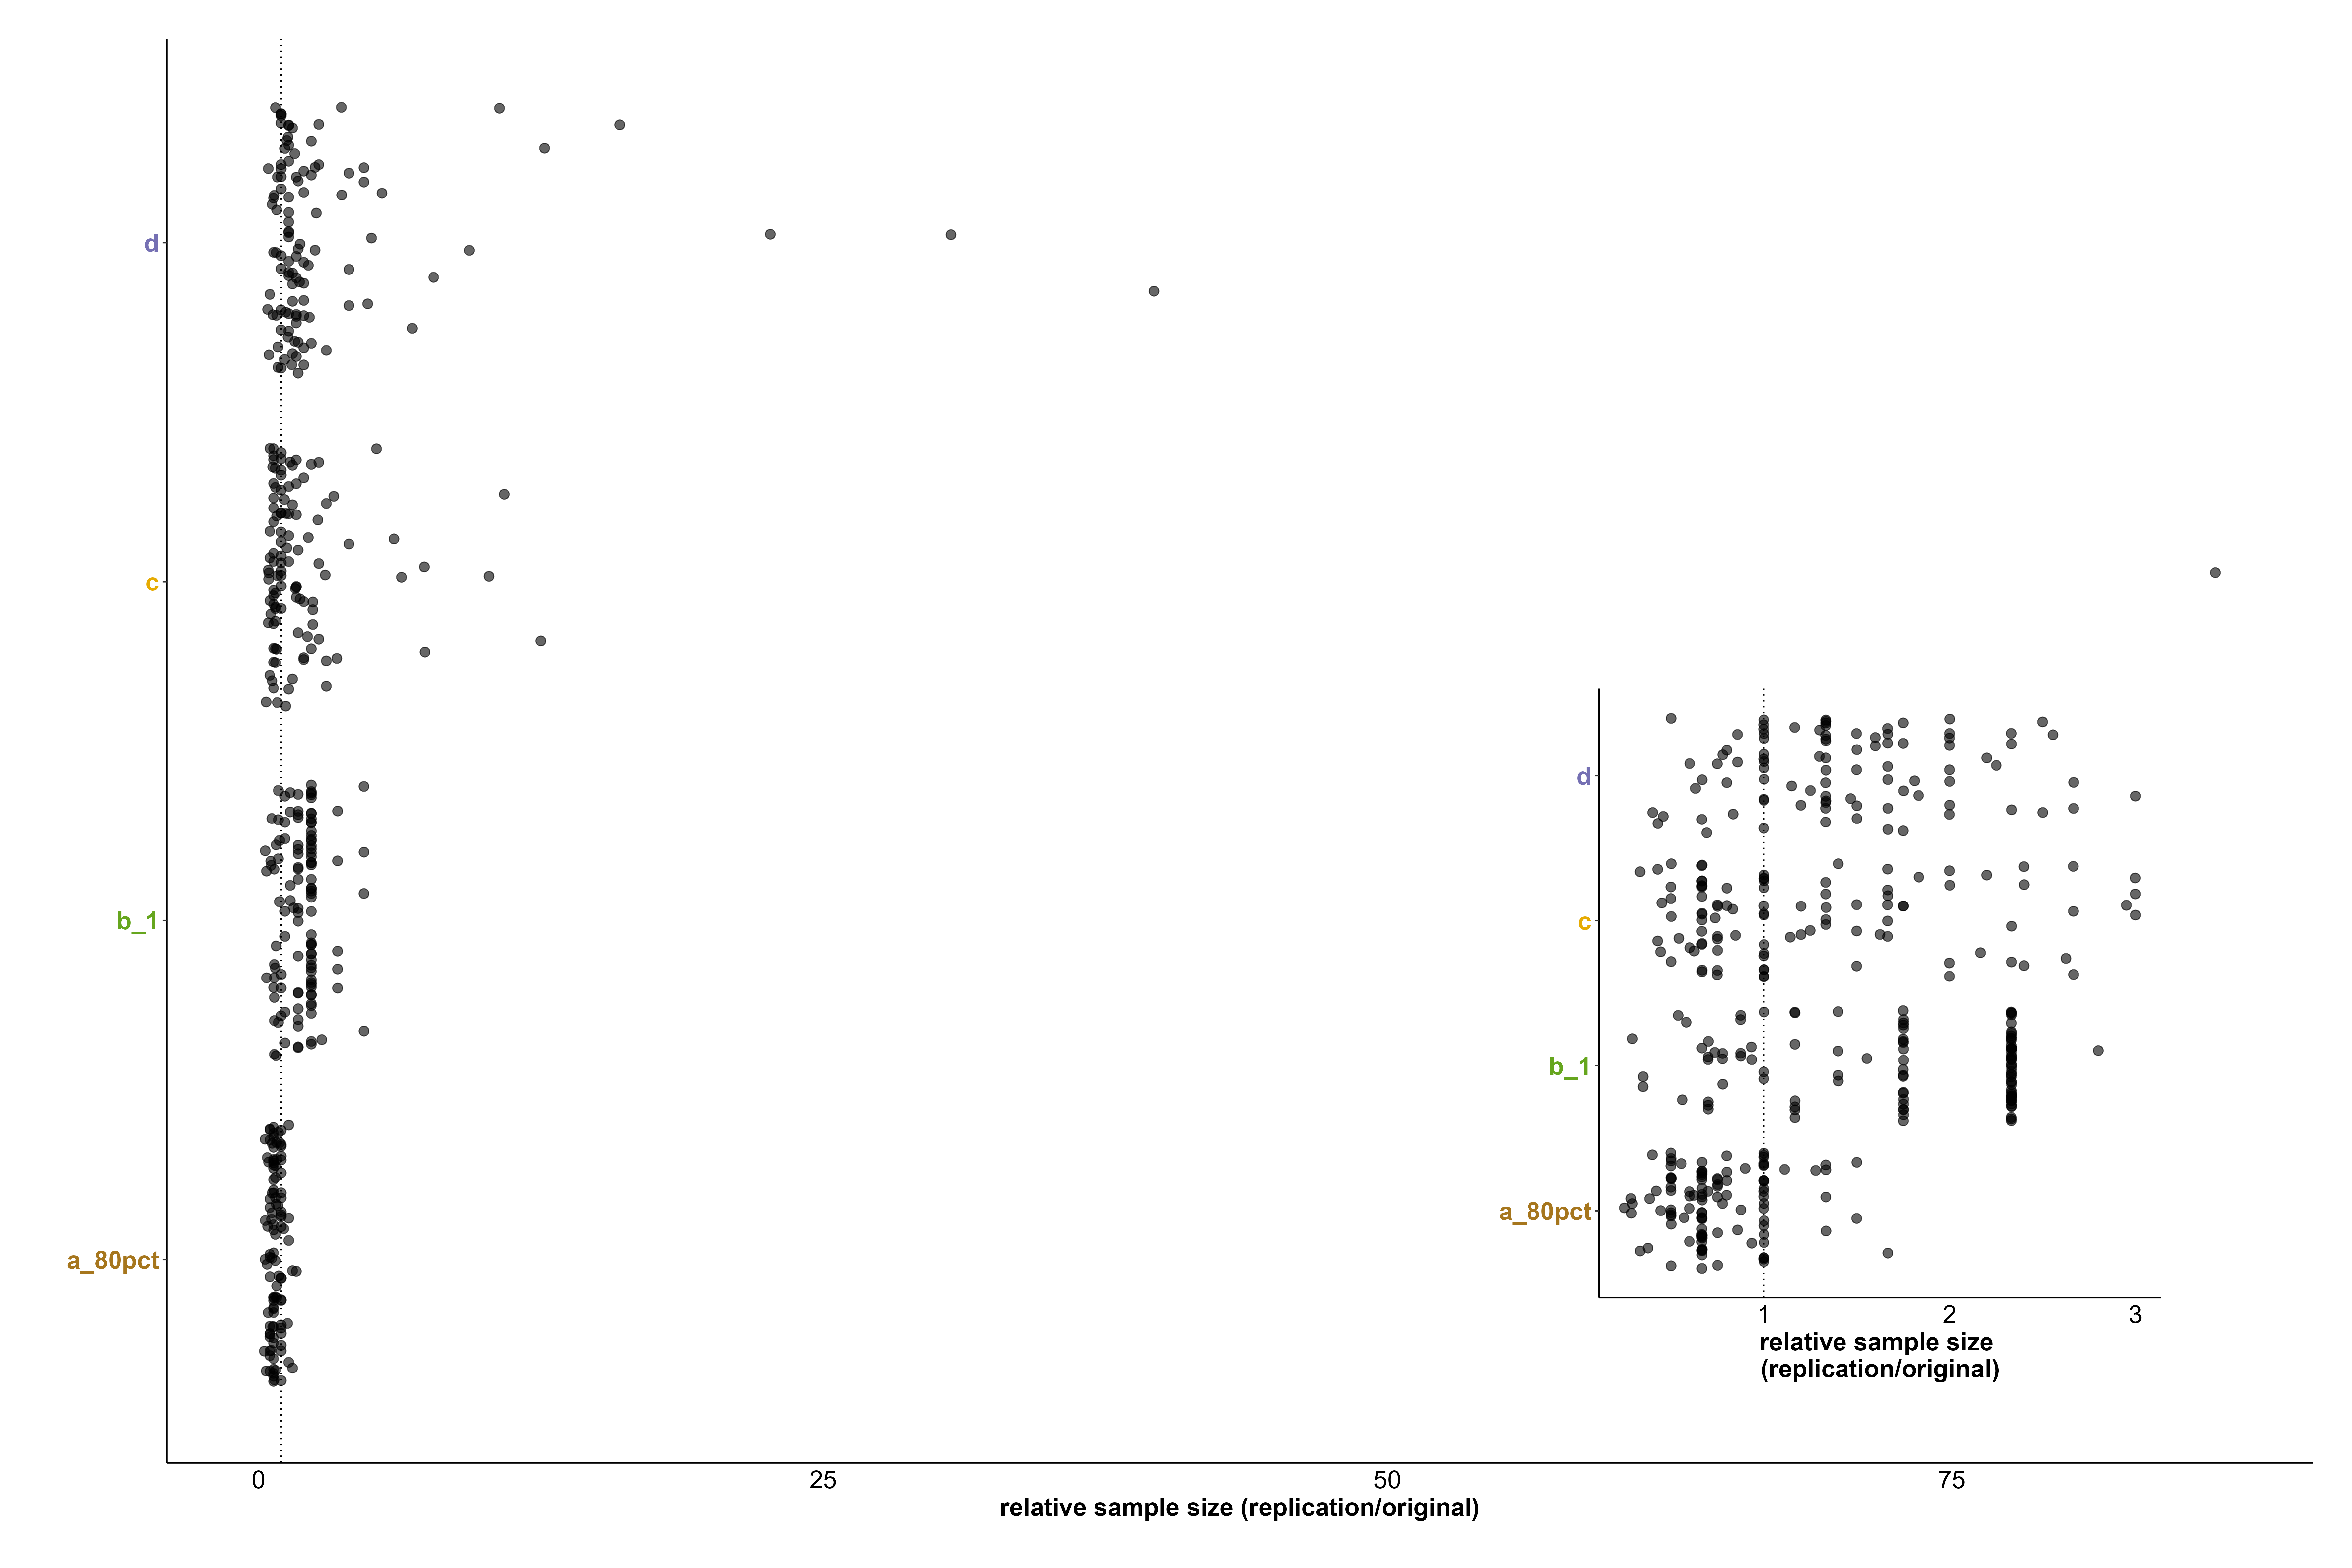 d
c
b_1
a_80pct
0 25 50 75
relative sample size (replication/original)
d
c
b_1
a_80pct
1 2 3
relative sample size
(replication/original)